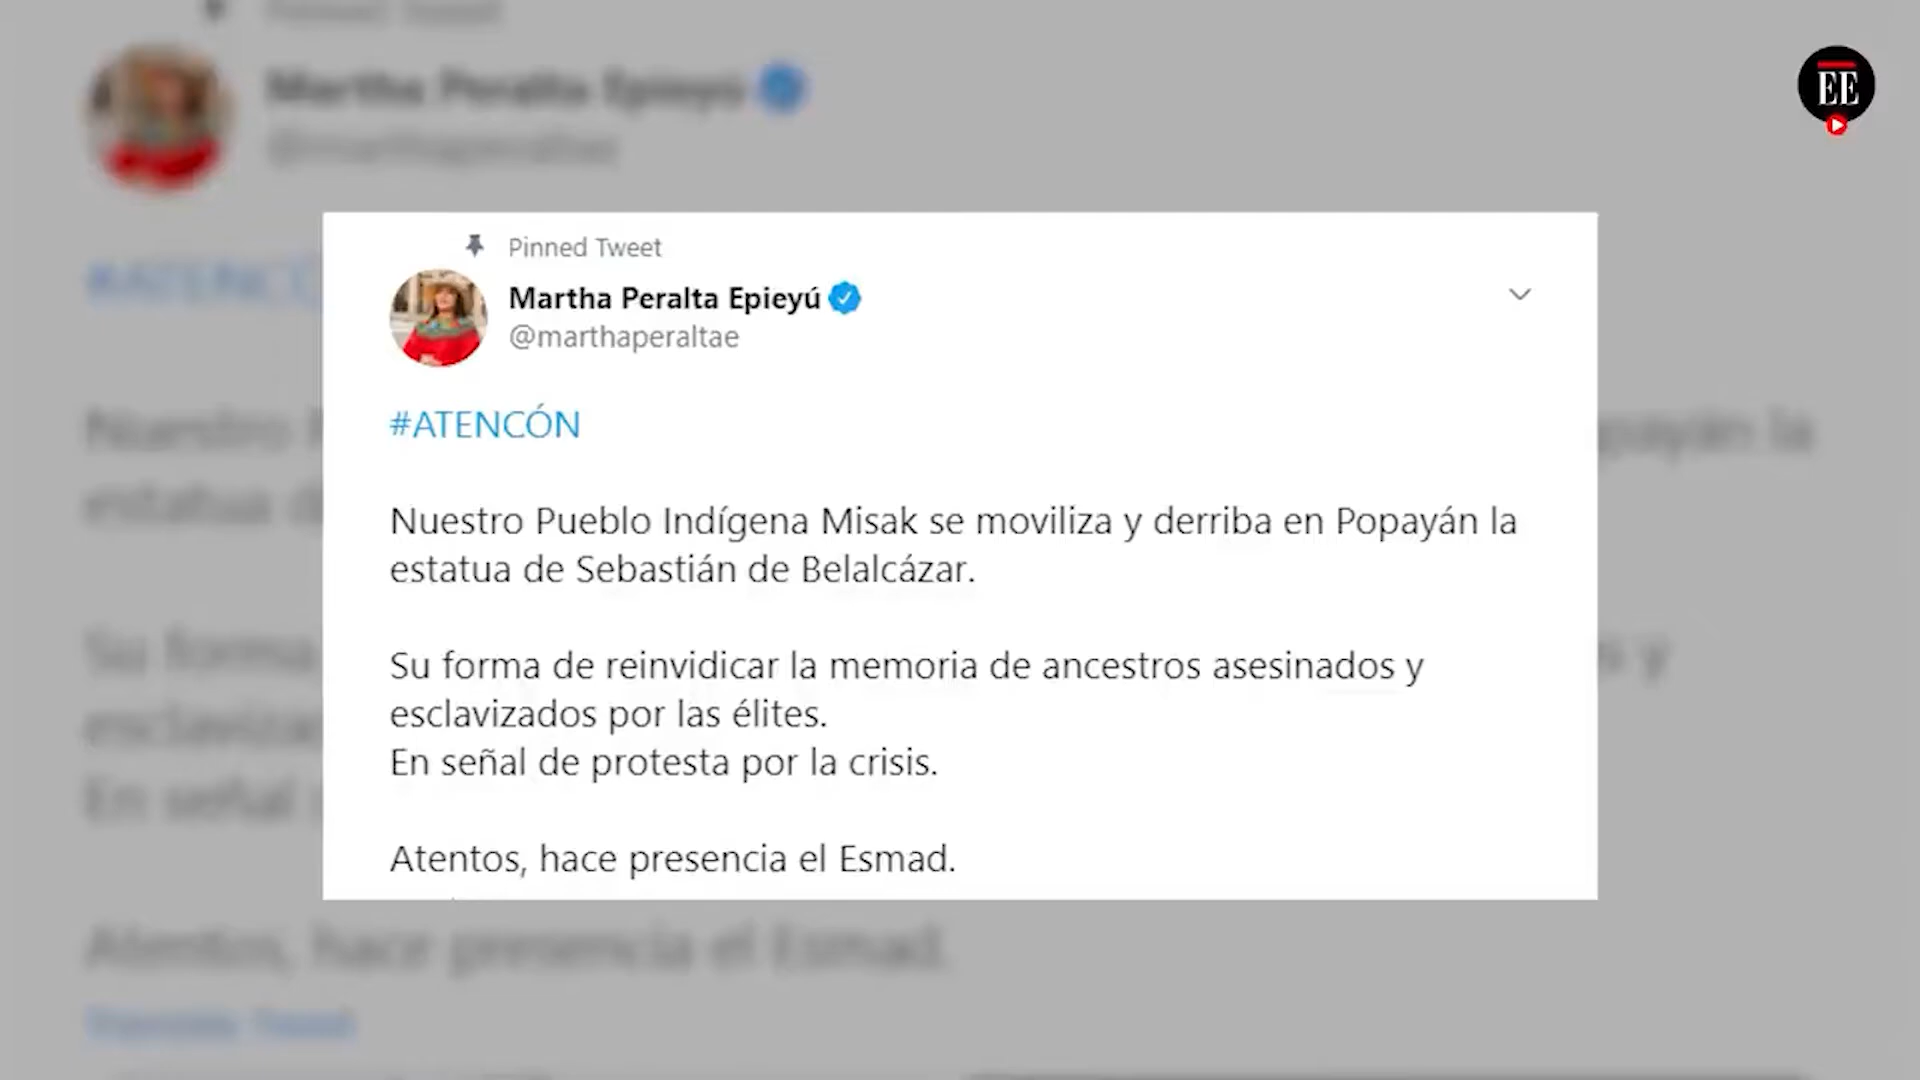 EE
Pinned Tweet
Martha Peralta Epieyú
@marthaperaltae
#ATENCÓN
Nuestro Pueblo Indígena Misak se moviliza y derriba en Popayán la
estatua de Sebastián de Belalcázar.
Su forma de reinvidicar la memoria de ancestros asesinados y
esclavizados por las élites.
En señal de protesta por la crisis.
Atentos, hace presencia el Esmad.